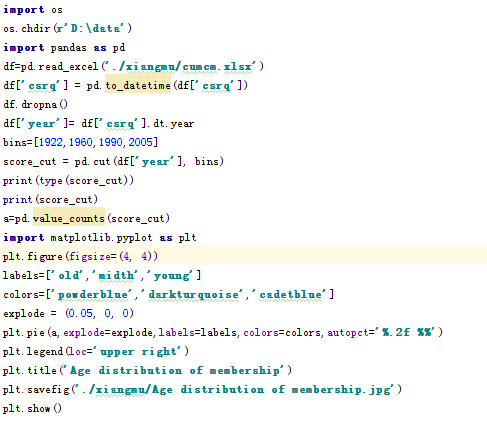 import os
os.chdir(r'D:\data')
import pandas as pd
df=pd.read_excel('./xiangmu/cumcm.xlsx')
df['csrq'] = pd.to_datetime(df['csrq'])
df.dropna()
df['year']= df['csrq'].dt.year
bins=[1922,1960,1990,2005]
score_cut = pd.cut(df['year'], bins)
print(type(score_cut))
print(score_cut)
a=pd.value_counts(score_cut)
import matplotlib.pyplot as plt
plt.figure(figsize=(4, 4))
labels=['old','midth','young']
colors=['powderblue','darkturquoise','cadetblue']
explode = (0.05, 0, 0)
plt.pie(a,explode=explode,labels=labels,colors=colors,autopct='%.2f %%')
plt.legend(loc='upper right')
plt.title('Age distribution of membership')
plt.savefig('./xiangmu/Age distribution of membership.jpg')
plt.show()